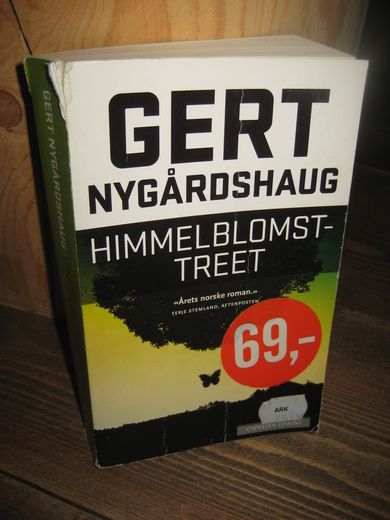 GERT NYGÅRDSHAUG
GERT
NYGÅRDSHAUG
HIMMELBLOMST-
TREET
«Årets norske roman.»
TERJE STEMLAND, AFTENPOSTEN
69,-
ARK
CAPPELEN DAMM